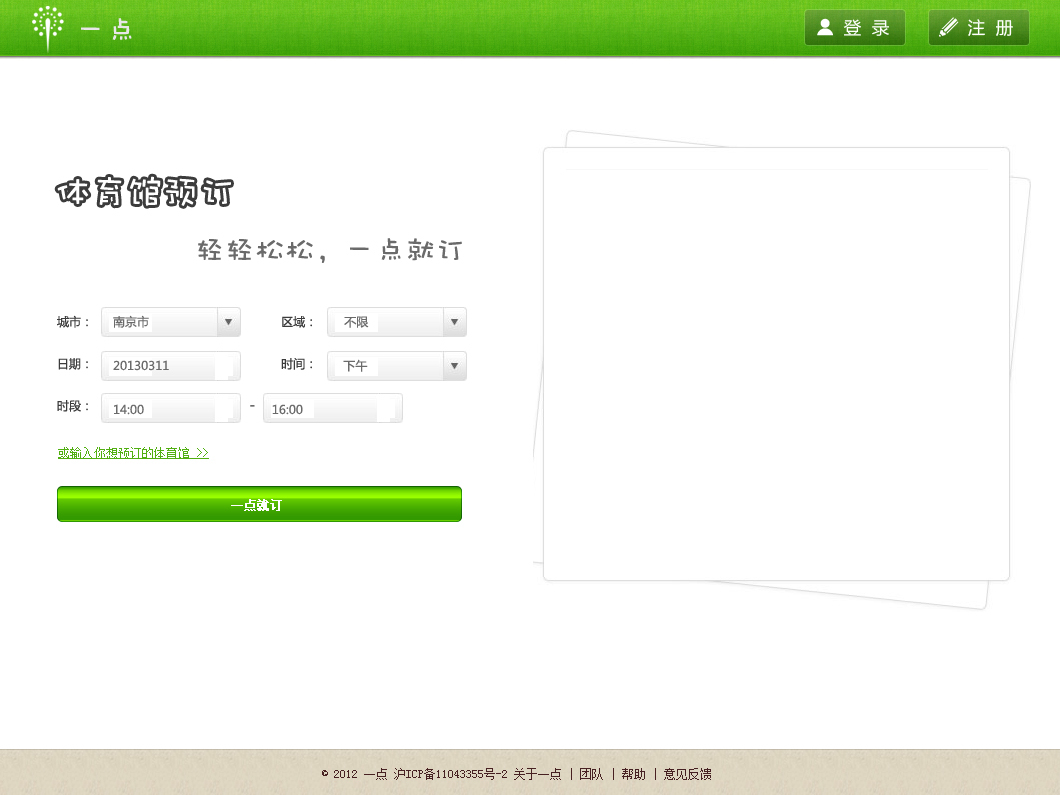 一点
登录
注册
体育馆预订
轻轻松松，一点就订
城市： 南京市 区域： 不限
日期： 20130311 时间： 下午
时段： 14:00 - 16:00
或输入你想预订的体育馆 >>
一点就订
© 2012 一点 沪ICP备11043355号-2 关于一点 | 团队 | 帮助 | 意见反馈